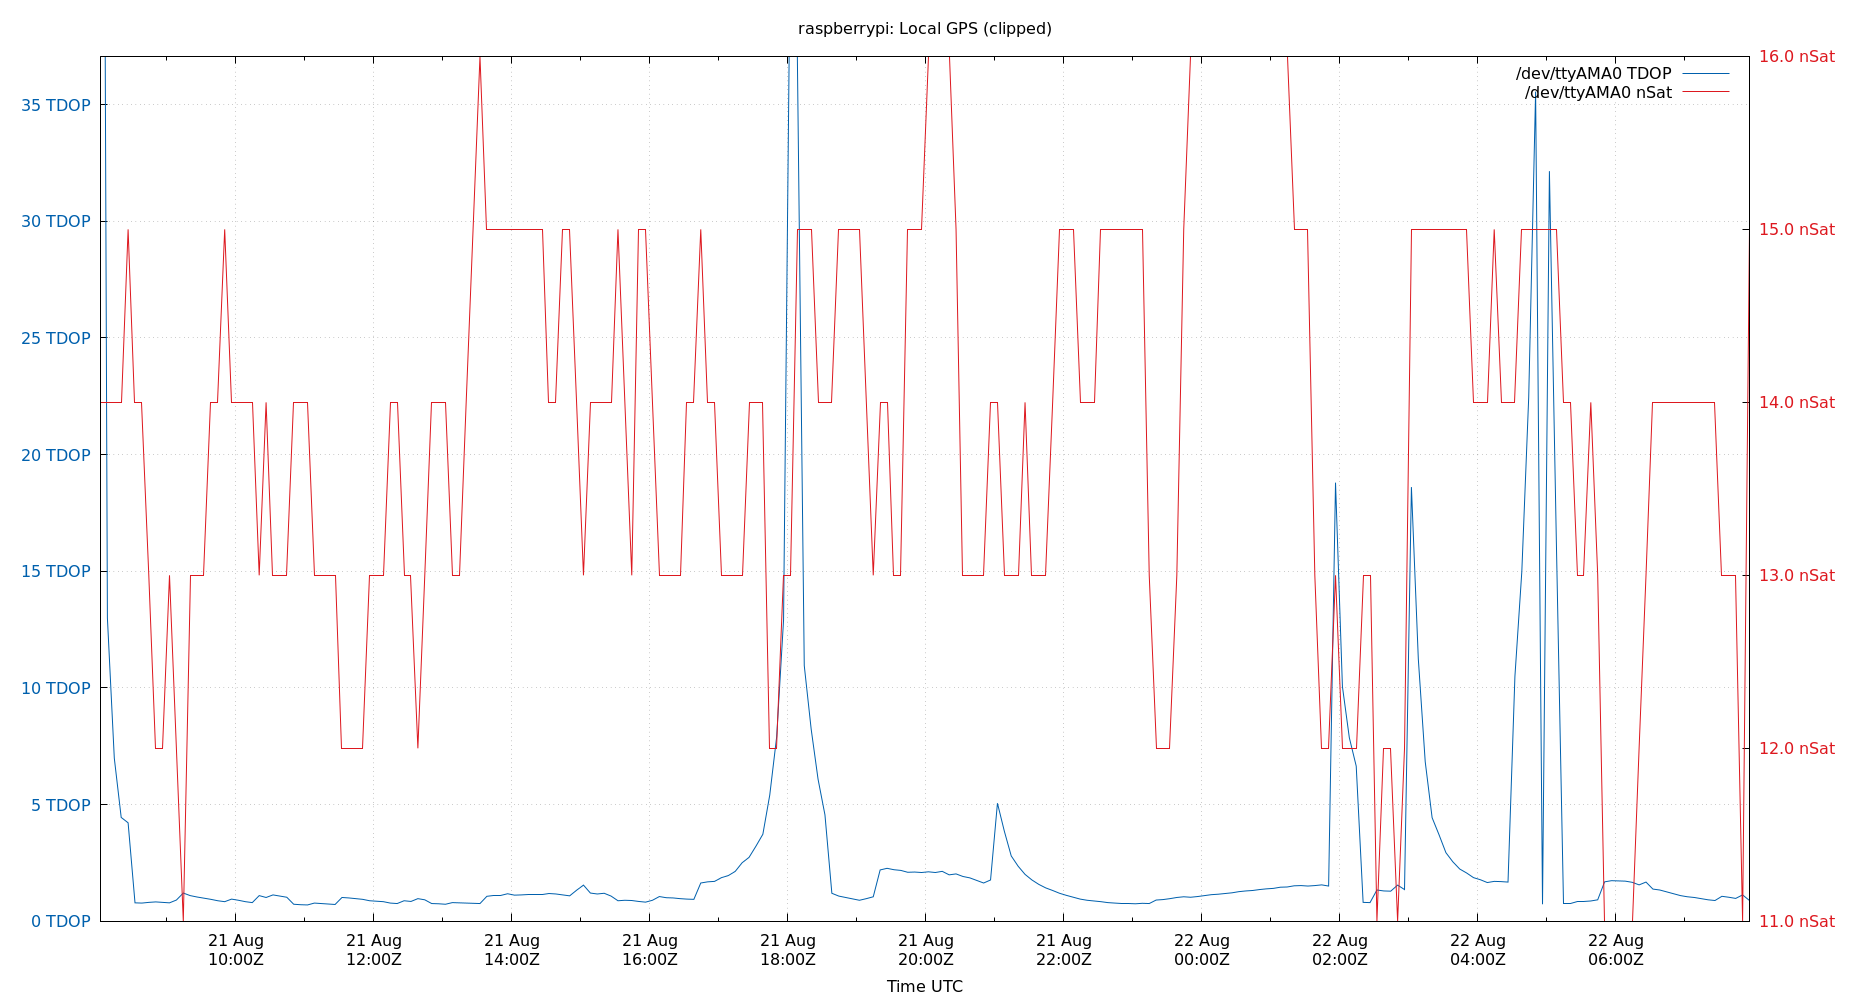 raspberrypi: Local GPS (clipped)
/dev/ttyAMA0 TDOP
/dev/ttyAMA0 nSat
35 TDOP
30 TDOP
25 TDOP
20 TDOP
15 TDOP
10 TDOP
5 TDOP
0 TDOP
16.0 nSat
15.0 nSat
14.0 nSat
13.0 nSat
12.0 nSat
11.0 nSat
21 Aug
10:00Z
21 Aug
12:00Z
21 Aug
14:00Z
21 Aug
16:00Z
21 Aug
18:00Z
21 Aug
20:00Z
21 Aug
22:00Z
22 Aug
00:00Z
22 Aug
02:00Z
22 Aug
04:00Z
22 Aug
06:00Z
Time UTC